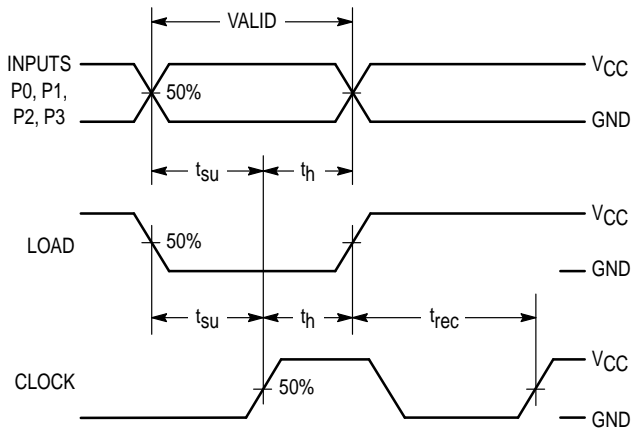 VALID
INPUTS
P0, P1,
P2, P3
50%
VCC
GND
tsu
th
LOAD
50%
VCC
GND
tsu
th
trec
CLOCK
50%
VCC
GND